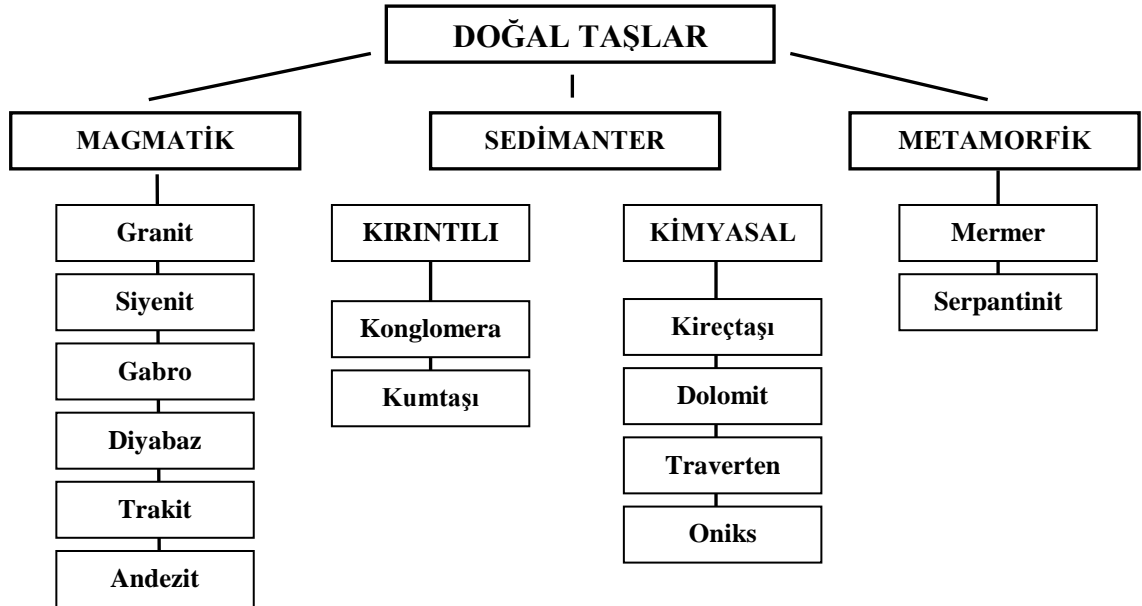 DOĞAL TAŞLAR
MAGMATİK
SEDİMANTER
METAMORFİK
Granit
Siyenit
Gabro
Diyabaz
Trakit
Andezit
KIRINTILI
Konglomera
Kumtaşı
KİMYASAL
Kireçtaşı
Dolomit
Traverten
Oniks
Mermer
Serpantinit